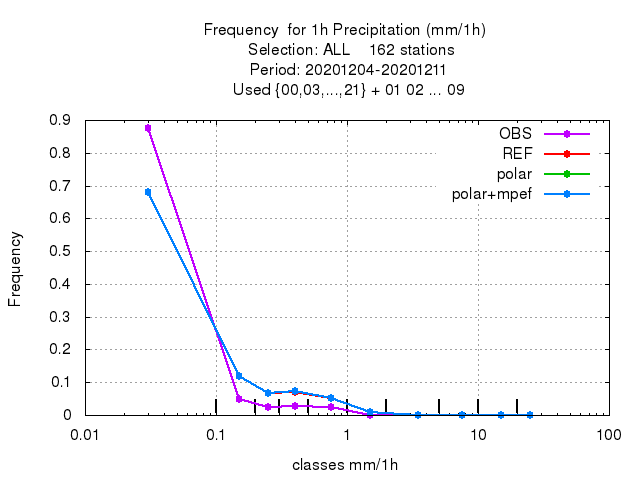 Frequency  for 1h Precipitation (mm/1h)
Selection: ALL    162 stations
Period: 20201204-20201211
Used {00,03,...,21} + 01 02 ... 09
OBS
REF
polar
polar+mpef
Frequency
0.9
0.8
0.7
0.6
0.5
0.4
0.3
0.2
0.1
0
0.01 0.1 1 10 100
classes mm/1h